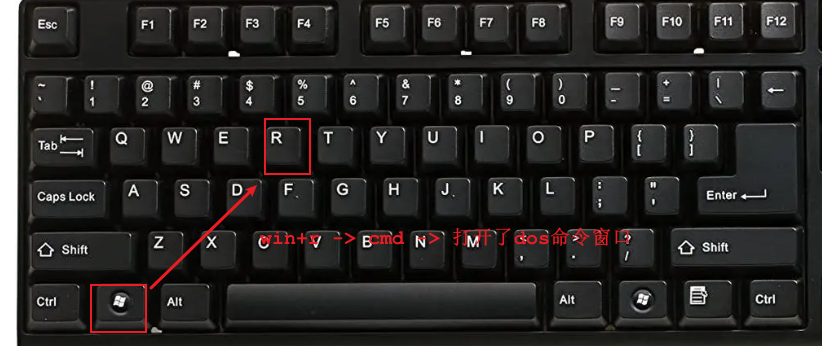 Esc F1 F2 F3 F4 F5 F6 F7 F8 F9 F10 F11 F12
~ ! @ # $ % ^ & * ( ) _ + |
` 1 2 3 4 5 6 7 8 9 0 - = \ ←
Tab Q W E R T Y U I O P { }
[ ]
Caps Lock A S D F J G H J K L : "
; ' Enter
Shift Z X C V B N M < > ? Shift
, . /
win+r -> cmd -> 打开了dos命令窗口
Ctrl Alt Alt Ctrl